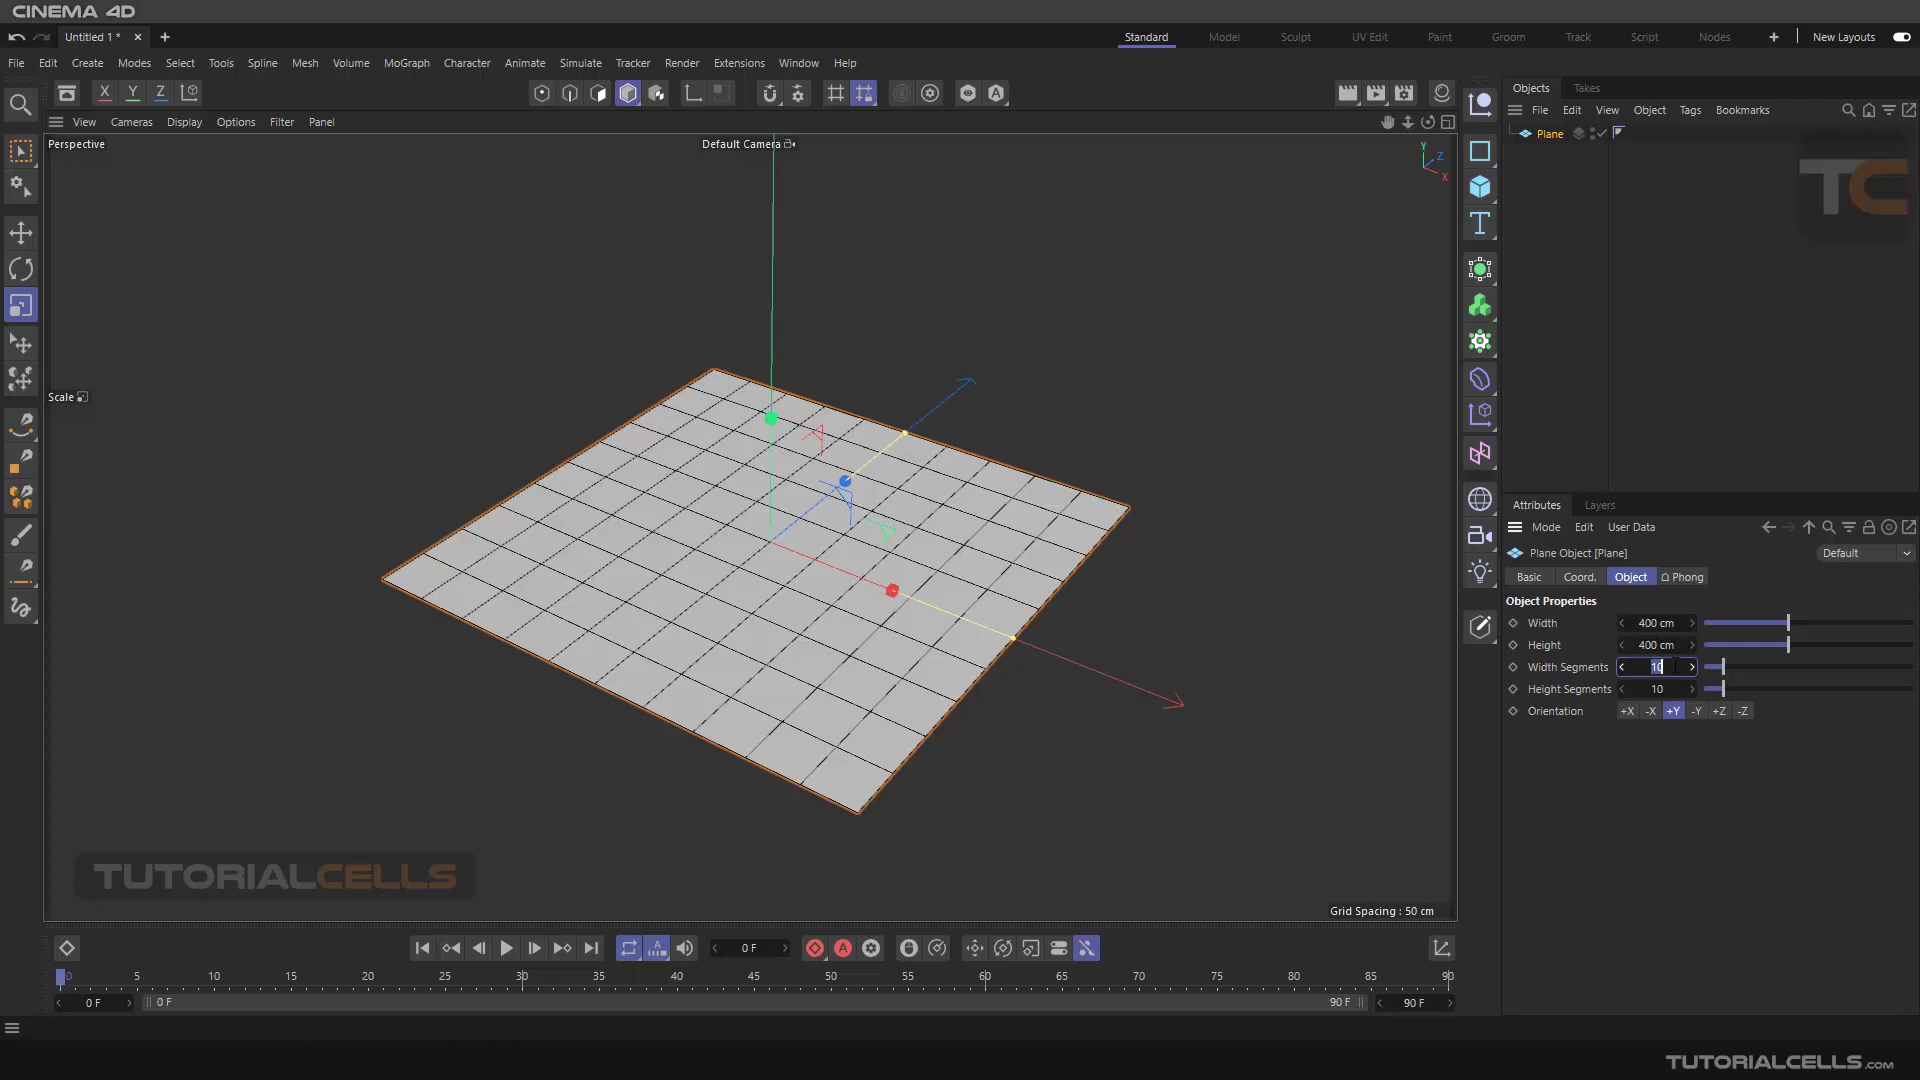 CINEMA 4D
Untitled 1 *
Standard Model Sculpt UV Edit Paint Groom Track Script Nodes New Layouts
File Edit Create Modes Select Tools Spline Mesh Volume MoGraph Character Animate Simulate Tracker Render Extensions Window Help
X Y Z
View Cameras Display Options Filter Panel
Perspective
Default Camera
Y
Z
X
Scale
Grid Spacing : 50 cm
TUTORIALCELLS
0 F
0 5 10 15 20 25 30 35 40 45 50 55 60 65 70 75 80 85 90
0 F 0 F 90 F 90 F
Objects Takes
File Edit View Object Tags Bookmarks
Plane
TC
Attributes Layers
Mode Edit User Data
Plane Object [Plane] Default
Basic Coord. Object Phong
Object Properties
Width 400 cm
Height 400 cm
Width Segments 10
Height Segments 10
Orientation +X -X +Y -Y +Z -Z
TUTORIALCELLS.COM